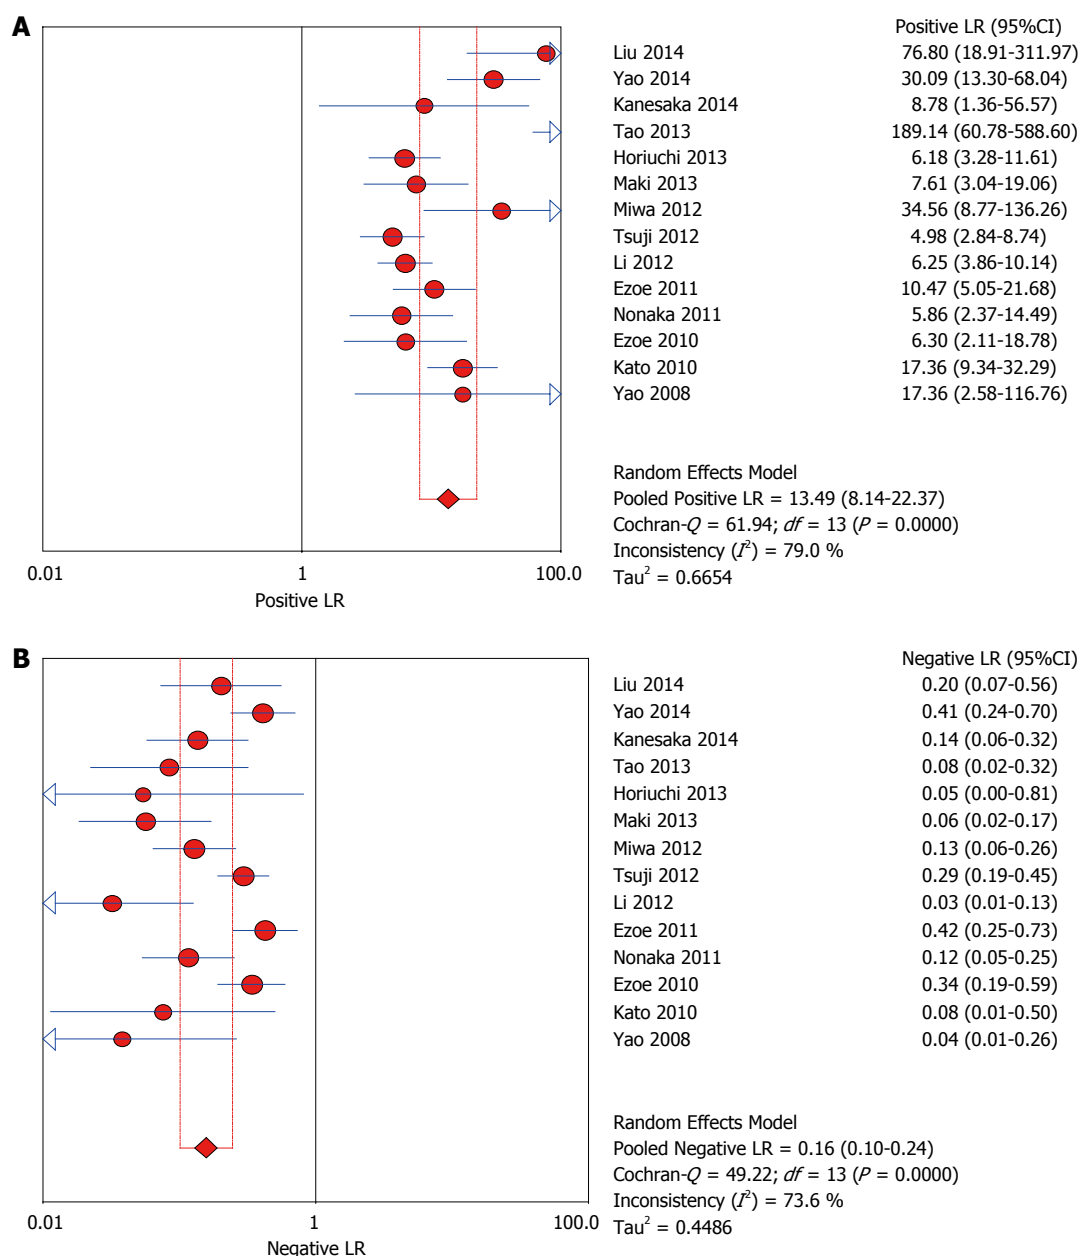 A
Positive LR (95%CI)
Liu 2014 76.80 (18.91-311.97)
Yao 2014 30.09 (13.30-68.04)
Kanesaka 2014 8.78 (1.36-56.57)
Tao 2013 189.14 (60.78-588.60)
Horiuchi 2013 6.18 (3.28-11.61)
Maki 2013 7.61 (3.04-19.06)
Miwa 2012 34.56 (8.77-136.26)
Tsuji 2012 4.98 (2.84-8.74)
Li 2012 6.25 (3.86-10.14)
Ezoe 2011 10.47 (5.05-21.68)
Nonaka 2011 5.86 (2.37-14.49)
Ezoe 2010 6.30 (2.11-18.78)
Kato 2010 17.36 (9.34-32.29)
Yao 2008 17.36 (2.58-116.76)
Random Effects Model
Pooled Positive LR = 13.49 (8.14-22.37)
Cochran-Q = 61.94; df = 13 (P = 0.0000)
Inconsistency (I²) = 79.0 %
Tau² = 0.6654
0.01 1 100.0
Positive LR
B
Negative LR (95%CI)
Liu 2014 0.20 (0.07-0.56)
Yao 2014 0.41 (0.24-0.70)
Kanesaka 2014 0.14 (0.06-0.32)
Tao 2013 0.08 (0.02-0.32)
Horiuchi 2013 0.05 (0.00-0.81)
Maki 2013 0.06 (0.02-0.17)
Miwa 2012 0.13 (0.06-0.26)
Tsuji 2012 0.29 (0.19-0.45)
Li 2012 0.03 (0.01-0.13)
Ezoe 2011 0.42 (0.25-0.73)
Nonaka 2011 0.12 (0.05-0.25)
Ezoe 2010 0.34 (0.19-0.59)
Kato 2010 0.08 (0.01-0.50)
Yao 2008 0.04 (0.01-0.26)
Random Effects Model
Pooled Negative LR = 0.16 (0.10-0.24)
Cochran-Q = 49.22; df = 13 (P = 0.0000)
Inconsistency (I²) = 73.6 %
Tau² = 0.4486
0.01 1 100.0
Negative LR